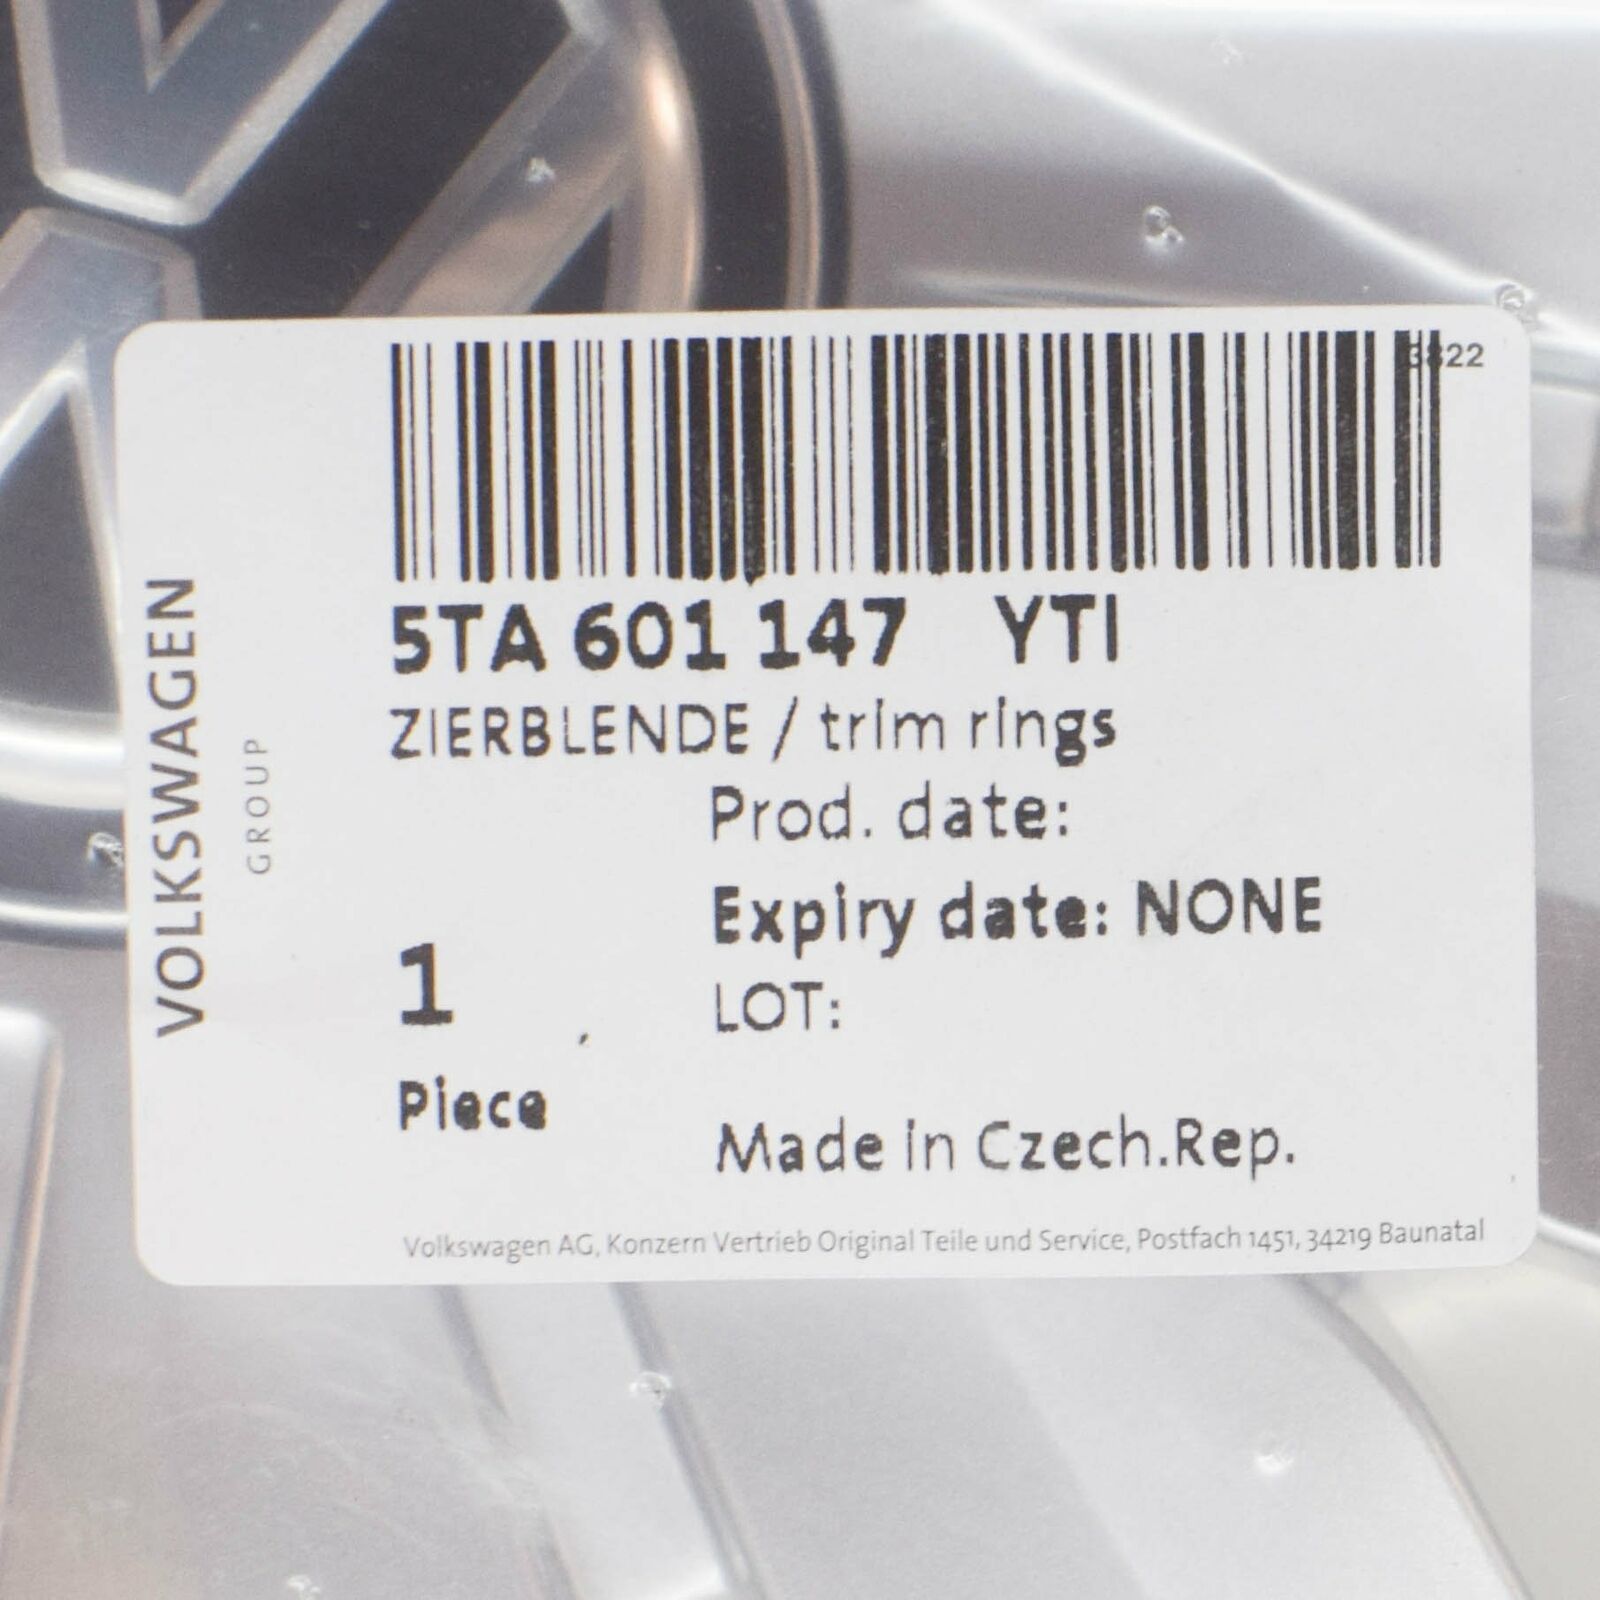 3822
5TA 601 147 YTI
ZIERBLENDE / trim rings
Prod. date:
Expiry date: NONE
1
LOT:
Piece
Made in Czech.Rep.
Volkswagen AG, Konzern Vertrieb Original Teile und Service, Postfach 1451, 34219 Baunatal
VOLKSWAGEN
GROUP